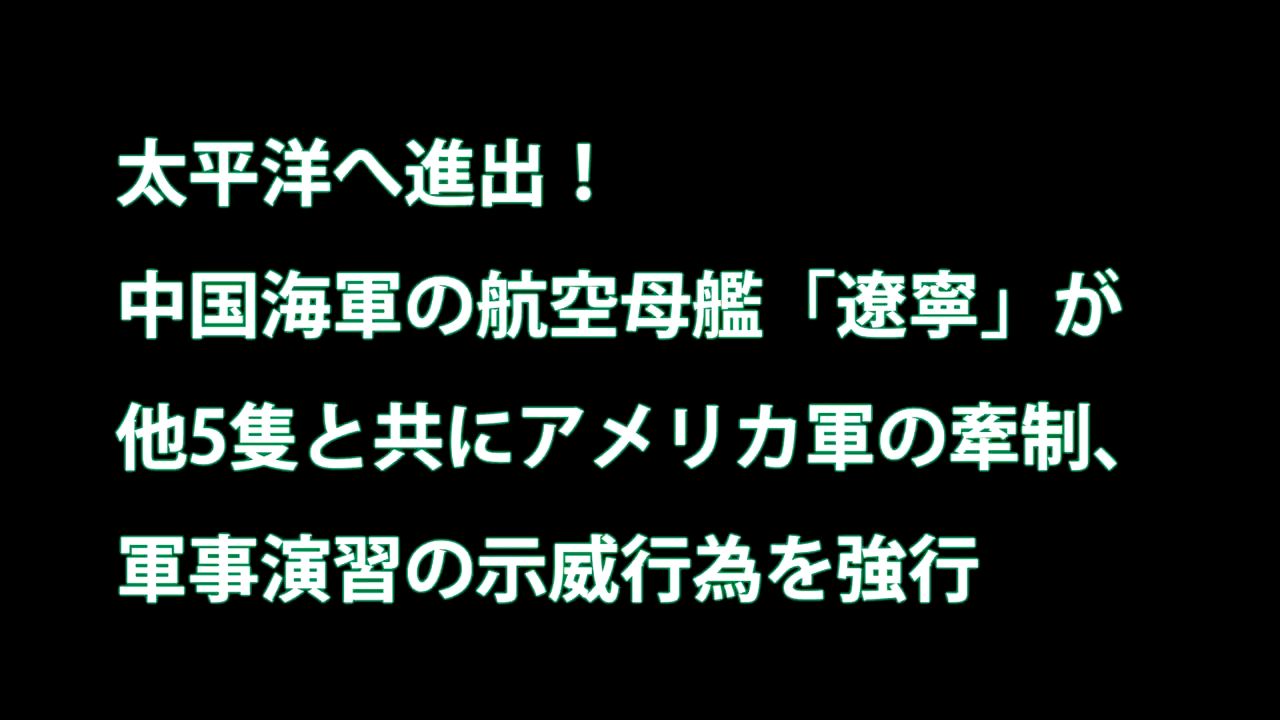 太平洋へ進出！
中国海軍の航空母艦「遼寧」が
他5隻と共にアメリカ軍の牽制、
軍事演習の示威行為を強行